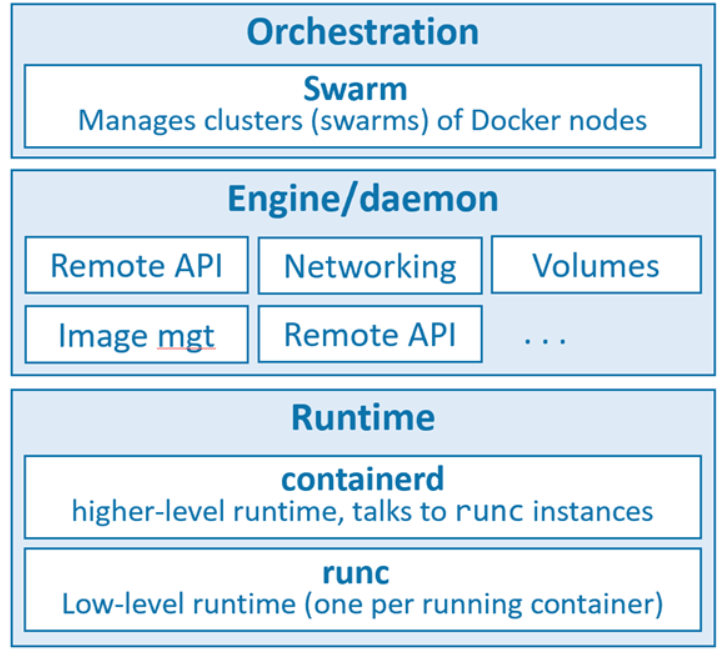 Orchestration
Swarm
Manages clusters (swarms) of Docker nodes
Engine/daemon
Remote API
Networking
Volumes
Image mgt
Remote API
...
Runtime
containerd
higher-level runtime, talks to runc instances
runc
Low-level runtime (one per running container)